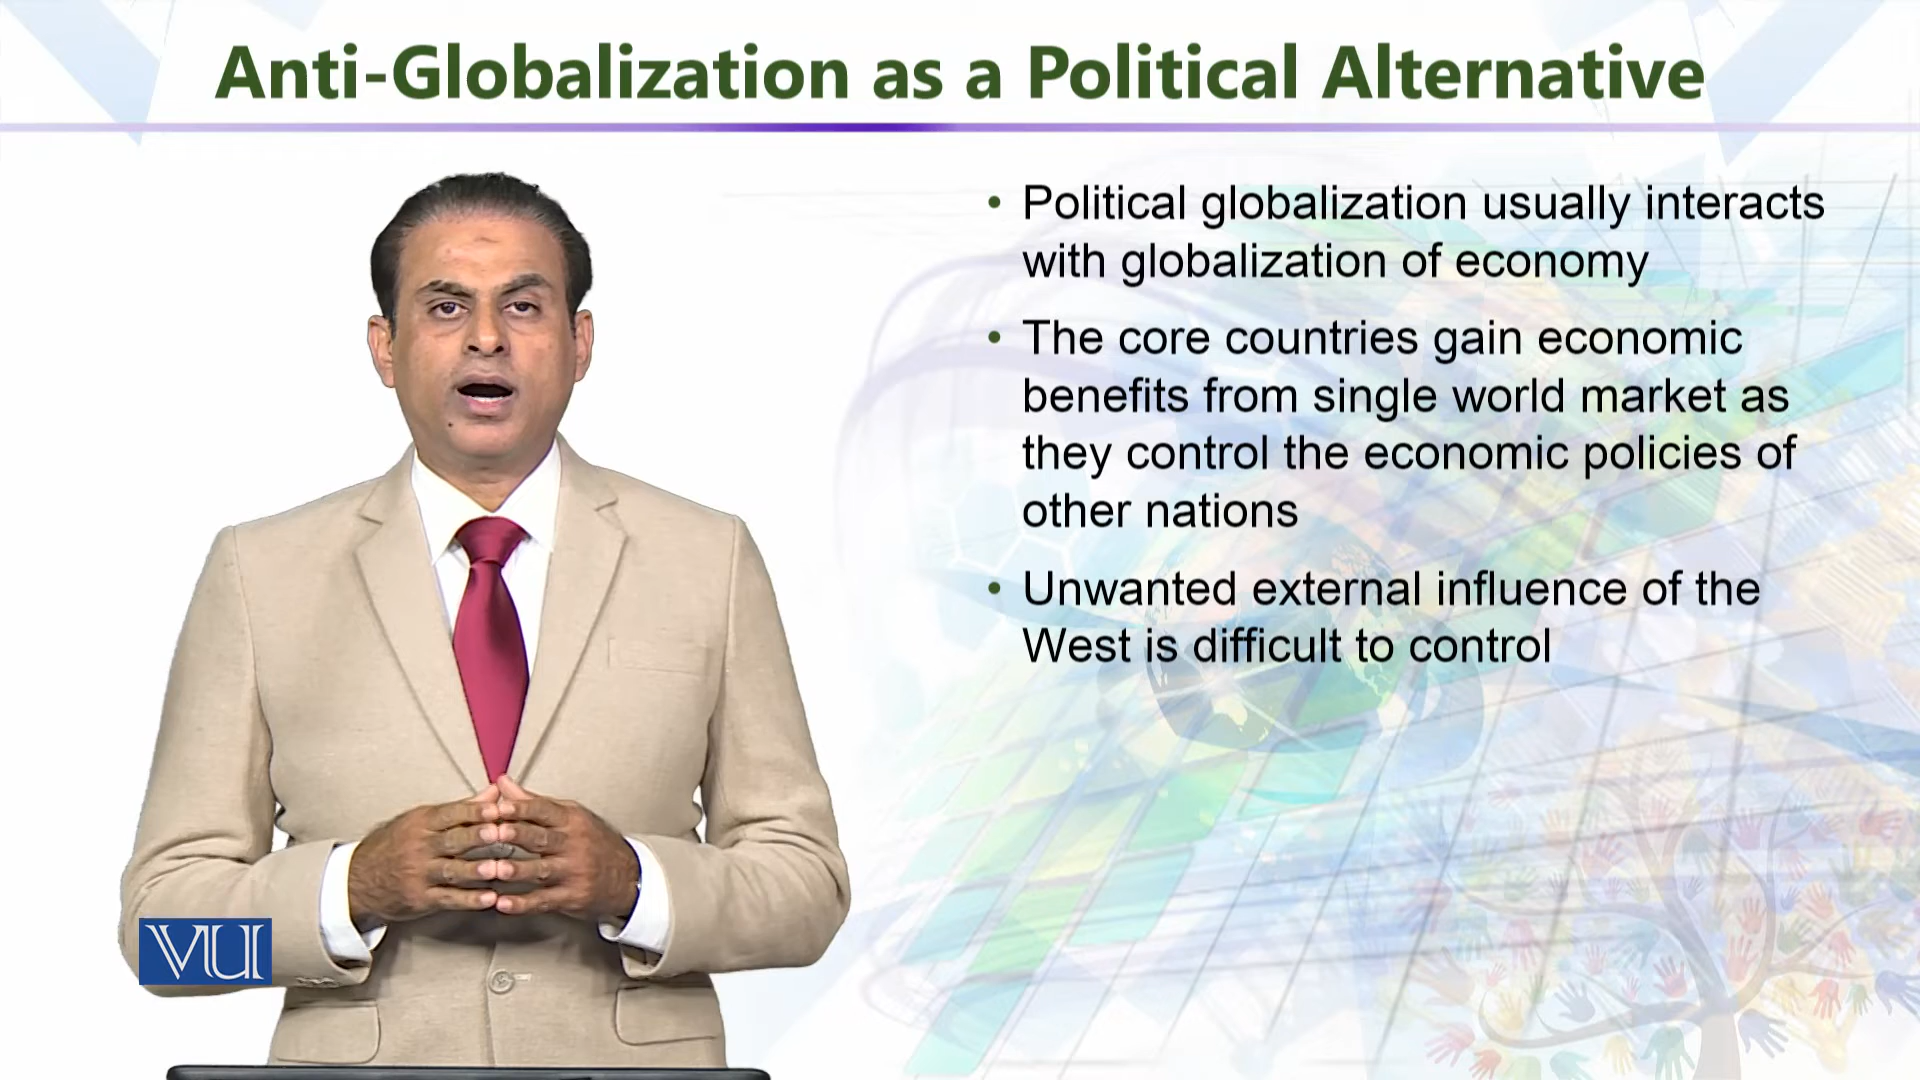 Anti-Globalization as a Political Alternative
• Political globalization usually interacts
with globalization of economy
• The core countries gain economic
benefits from single world market as
they control the economic policies of
other nations
• Unwanted external influence of the
West is difficult to control
VU